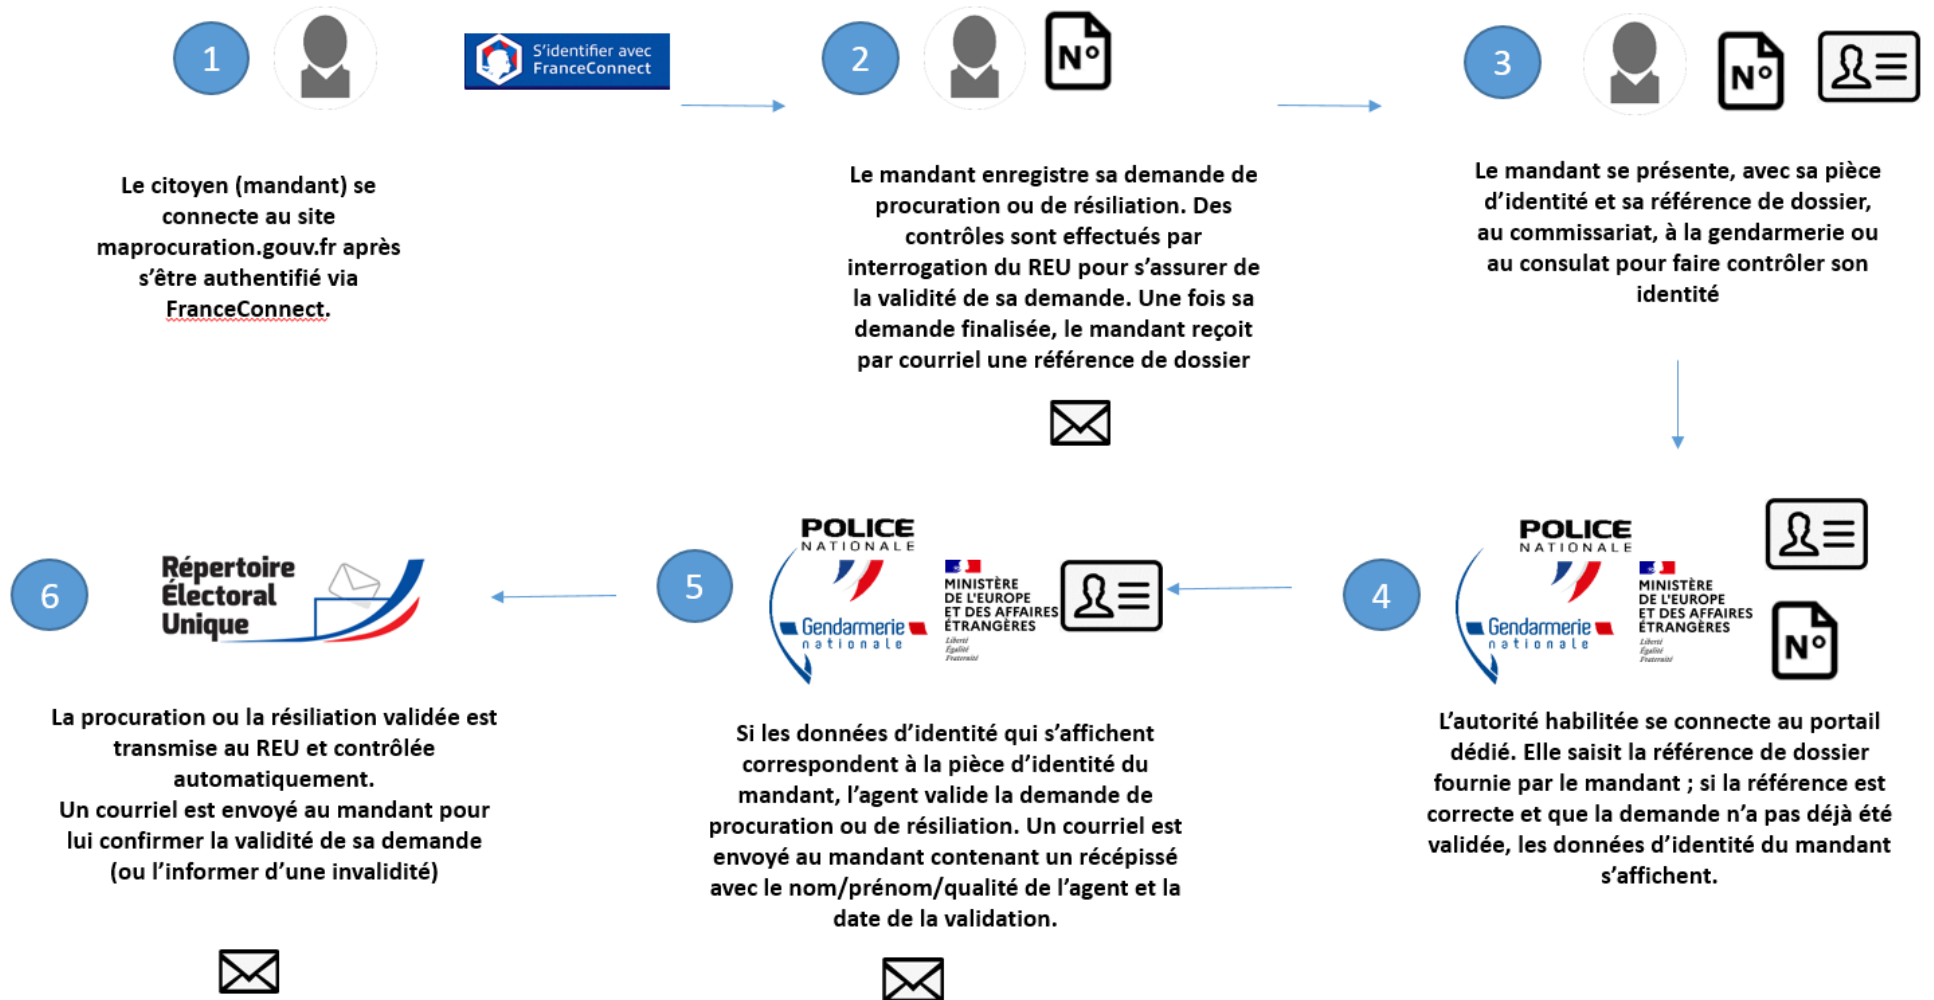 1
S'identifier avec
FranceConnect
2
N°
3
N°
Le citoyen (mandant) se
connecte au site
maprocuration.gouv.fr après
s'être authentifié via
FranceConnect.
Le mandant enregistre sa demande de
procuration ou de résiliation. Des
contrôles sont effectués par
interrogation du REU pour s'assurer de
la validité de sa demande. Une fois sa
demande finalisée, le mandant reçoit
par courriel une référence de dossier
Le mandant se présente, avec sa pièce
d'identité et sa référence de dossier,
au commissariat, à la gendarmerie ou
au consulat pour faire contrôler son
identité
4
POLICE
NATIONALE
Gendarmerie
nationale
MINISTÈRE
DE L'EUROPE
ET DES AFFAIRES
ÉTRANGÈRES
Liberté
Égalité
Fraternité
N°
L'autorité habilitée se connecte au portail
dédié. Elle saisit la référence de dossier
fournie par le mandant ; si la référence est
correcte et que la demande n'a pas déjà été
validée, les données d'identité du mandant
s'affichent.
5
POLICE
NATIONALE
Gendarmerie
nationale
MINISTÈRE
DE L'EUROPE
ET DES AFFAIRES
ÉTRANGÈRES
Liberté
Égalité
Fraternité
Si les données d'identité qui s'affichent
correspondent à la pièce d'identité du
mandant, l'agent valide la demande de
procuration ou de résiliation. Un courriel est
envoyé au mandant contenant un récépissé
avec le nom/prénom/qualité de l'agent et la
date de la validation.
6
Répertoire
Électoral
Unique
La procuration ou la résiliation validée est
transmise au REU et contrôlée
automatiquement.
Un courriel est envoyé au mandant pour
lui confirmer la validité de sa demande
(ou l'informer d'une invalidité)